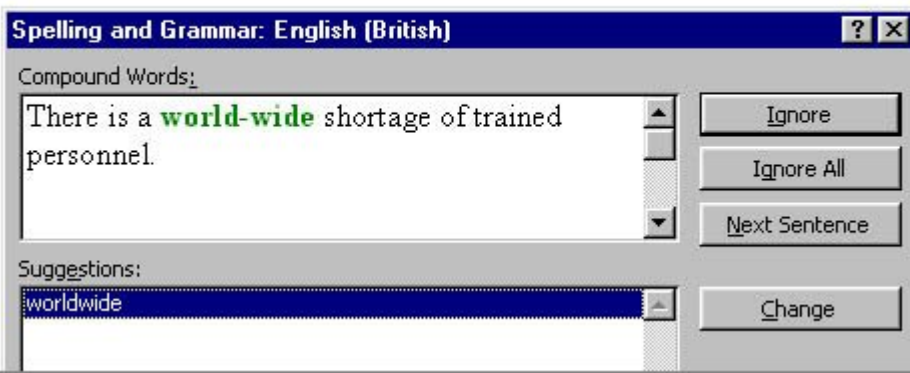 Spelling and Grammar: English (British)
Compound Words:
There is a world-wide shortage of trained
personnel.
Ignore
Ignore All
Next Sentence
Suggestions:
worldwide
Change